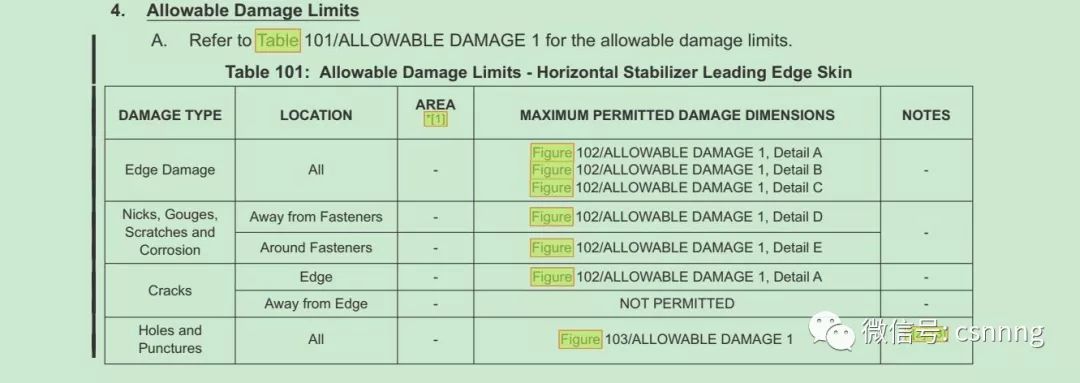 4. Allowable Damage Limits
A. Refer to Table 101/ALLOWABLE DAMAGE 1 for the allowable damage limits.
Table 101: Allowable Damage Limits - Horizontal Stabilizer Leading Edge Skin
DAMAGE TYPE LOCATION AREA *[1] MAXIMUM PERMITTED DAMAGE DIMENSIONS NOTES
Edge Damage All - Figure 102/ALLOWABLE DAMAGE 1, Detail A
Figure 102/ALLOWABLE DAMAGE 1, Detail B
Figure 102/ALLOWABLE DAMAGE 1, Detail C -
Nicks, Gouges,
Scratches and
Corrosion
Away from Fasteners - Figure 102/ALLOWABLE DAMAGE 1, Detail D
Around Fasteners - Figure 102/ALLOWABLE DAMAGE 1, Detail E
-
Cracks
Edge - Figure 102/ALLOWABLE DAMAGE 1, Detail A -
Away from Edge - NOT PERMITTED -
Holes and
Punctures
All - Figure 103/ALLOWABLE DAMAGE 1
微信号: csnnng